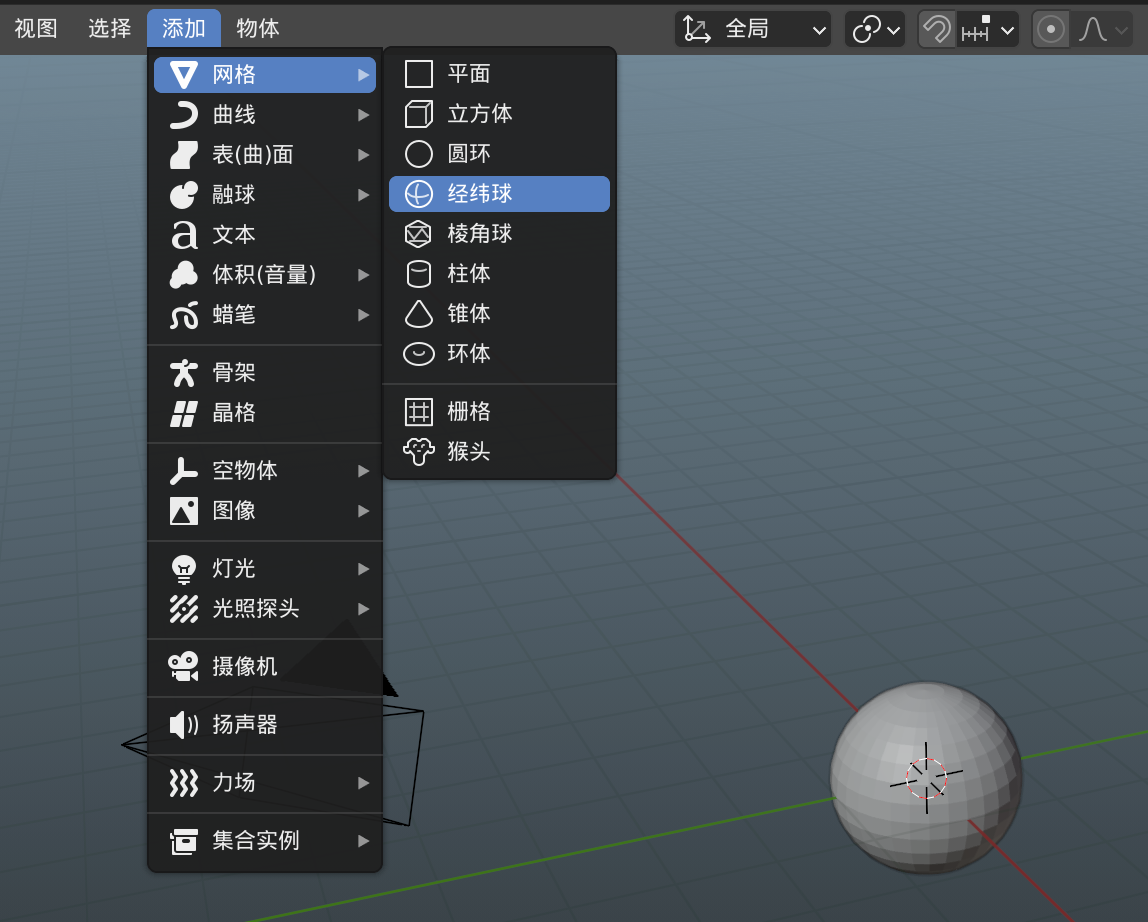 视图 选择 添加 物体 全局
网格
曲线
表(曲)面
融球
文本
体积(音量)
蜡笔
骨架
晶格
空物体
图像
灯光
光照探头
摄像机
扬声器
力场
集合实例
平面
立方体
圆环
经纬球
棱角球
柱体
锥体
环体
栅格
猴头